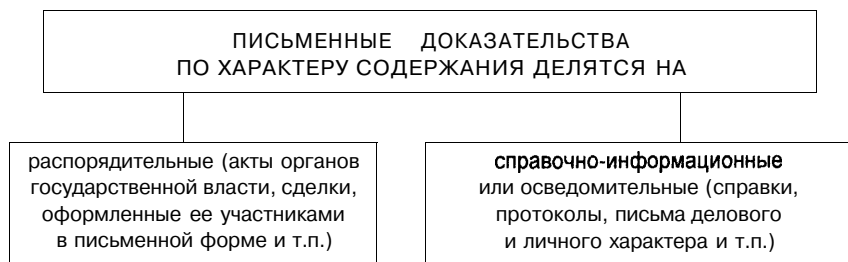 ПИСЬМЕННЫЕ ДОКАЗАТЕЛЬСТВА
ПО ХАРАКТЕРУ СОДЕРЖАНИЯ ДЕЛЯТСЯ НА
распорядительные (акты органов
государственной власти, сделки,
оформленные ее участниками
в письменной форме и т.п.)
справочно-информационные
или осведомительные (справки,
протоколы, письма делового
и личного характера и т.п.)